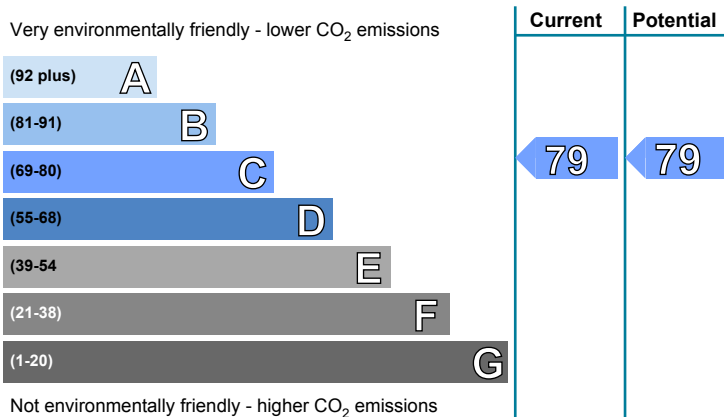 Current Potential
Very environmentally friendly - lower CO₂ emissions
(92 plus) A
(81-91) B
(69-80) C 79 79
(55-68) D
(39-54 E
(21-38) F
(1-20) G
Not environmentally friendly - higher CO₂ emissions